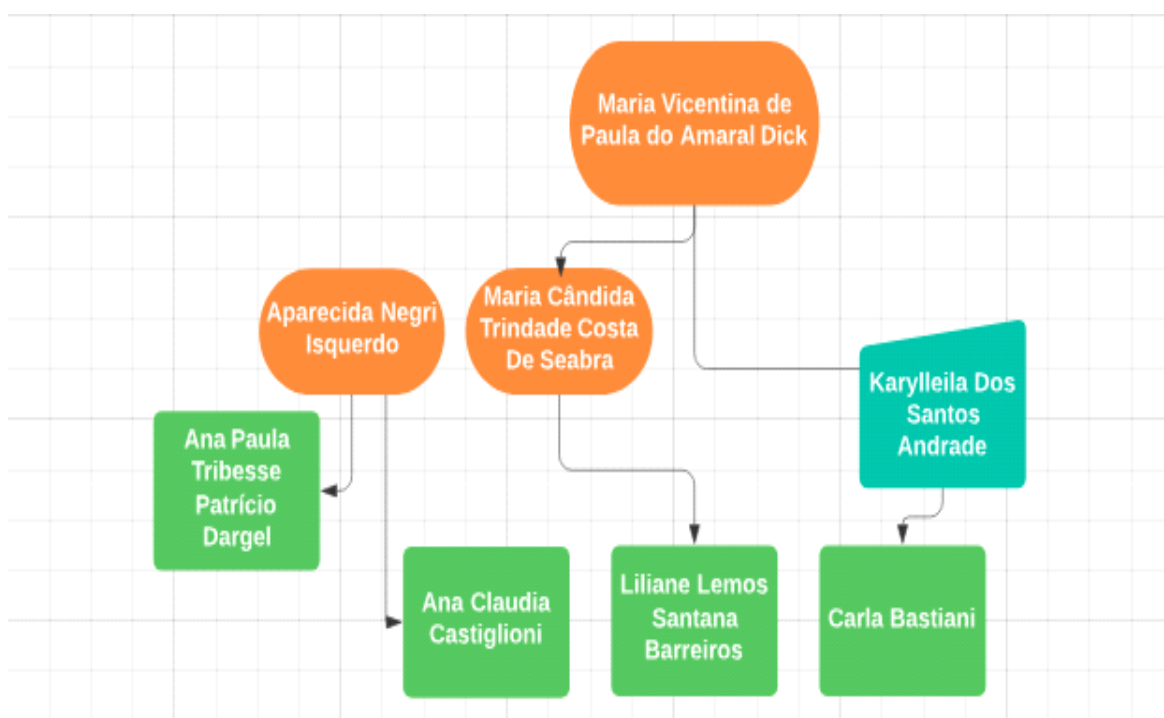 Maria Vicentina de
Paula do Amaral Dick
Aparecida Negri
Isquerdo
Maria Cândida
Trindade Costa
De Seabra
Karylleila Dos
Santos
Andrade
Ana Paula
Tribesse
Patrício
Dargel
Ana Claudia
Castiglioni
Liliane Lemos
Santana
Barreiros
Carla Bastiani